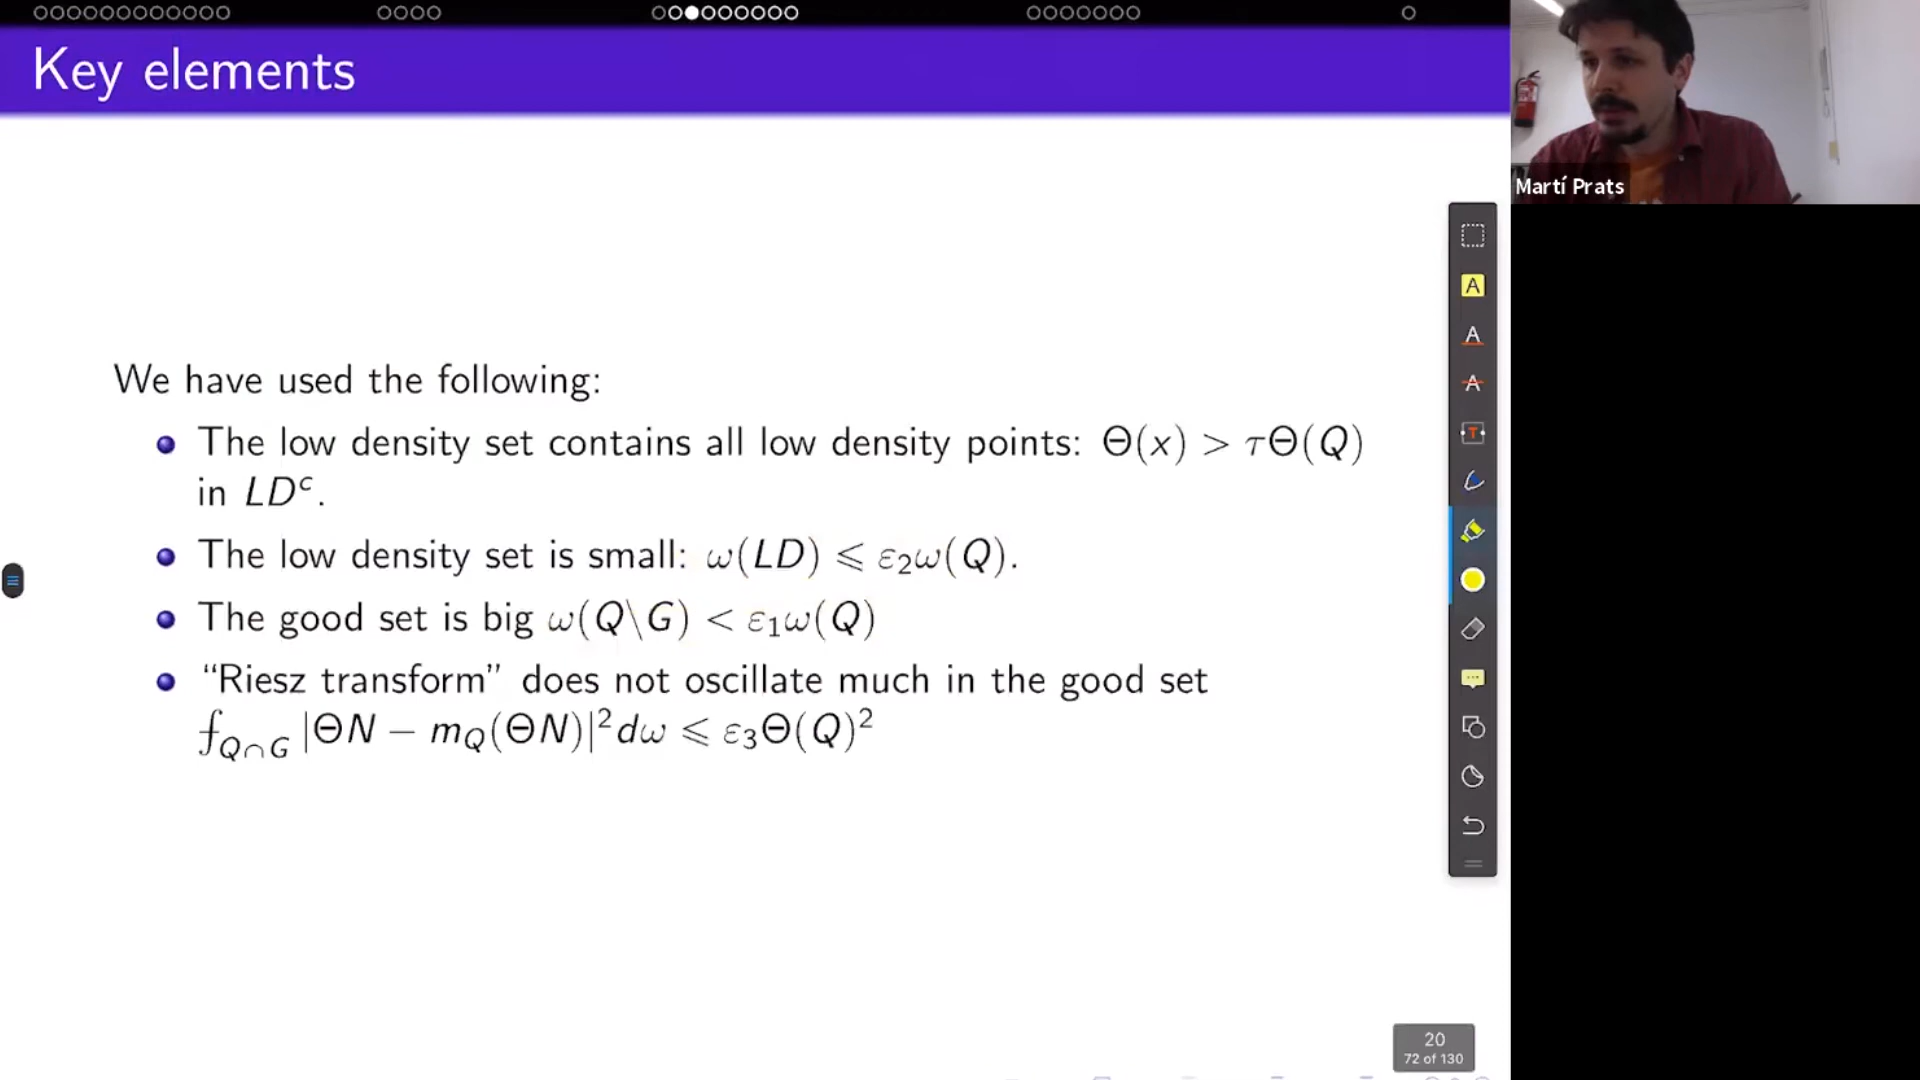 Key elements
Martí Prats
We have used the following:
The low density set contains all low density points: Θ(x) > τΘ(Q)
in LDᶜ.
The low density set is small: ω(LD) ⩽ ε₂ω(Q).
The good set is big ω(Q\G) < ε₁ω(Q)
“Riesz transform” does not oscillate much in the good set
⨍_{Q∩G} |ΘN − m_Q(ΘN)|²dω ⩽ ε₃Θ(Q)²
A
A
A
T
20
72 of 130